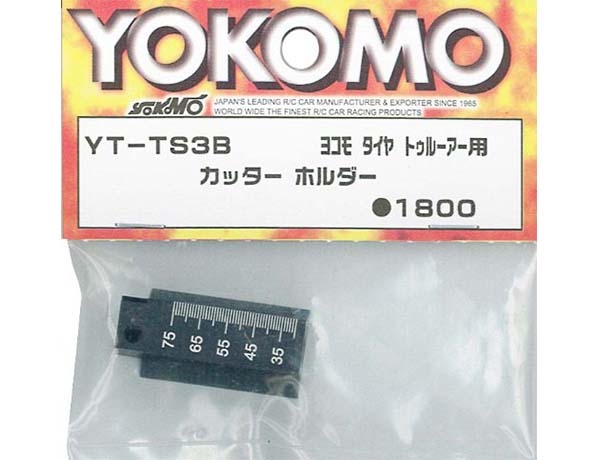 YOKOMO
YOKOMO
JAPAN'S LEADING R/C CAR MANUFACTURER & EXPORTER SINCE 1965
WORLD WIDE THE FINEST R/C CAR RACING PRODUCTS
YT-TS3B ヨコモ タイヤ トゥルーアー用
カッター ホルダー
●1800
75 65 55 45 35